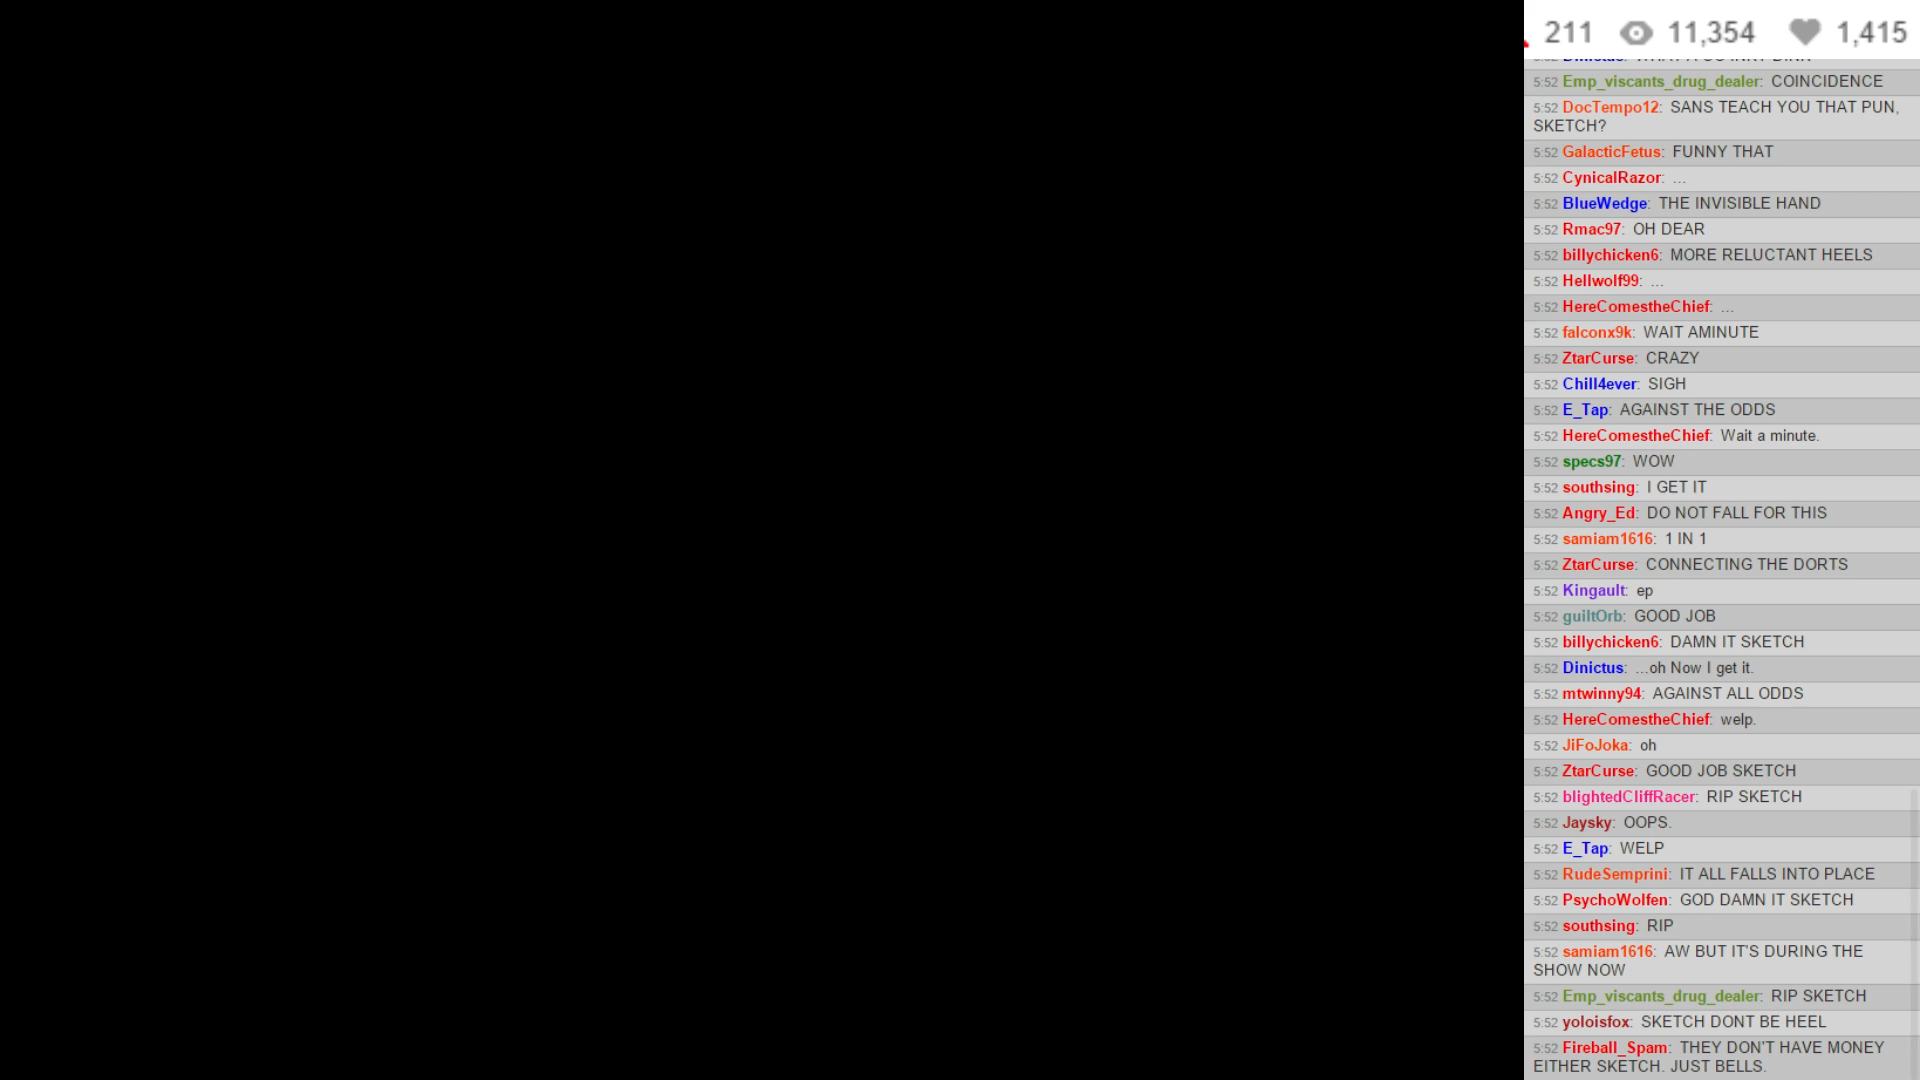 211 11,354 1,415
5:52 Emp_viscants_drug_dealer: COINCIDENCE
5:52 DocTempo12: SANS TEACH YOU THAT PUN,
SKETCH?
5:52 GalacticFetus: FUNNY THAT
5:52 CynicalRazor: ...
5:52 BlueWedge: THE INVISIBLE HAND
5:52 Rmac97: OH DEAR
5:52 billychicken6: MORE RELUCTANT HEELS
5:52 Hellwolf99: ...
5:52 HereComestheChief: ...
5:52 falconx9k: WAIT AMINUTE
5:52 ZtarCurse: CRAZY
5:52 Chill4ever: SIGH
5:52 E_Tap: AGAINST THE ODDS
5:52 HereComestheChief: Wait a minute.
5:52 specs97: WOW
5:52 southsing: I GET IT
5:52 Angry_Ed: DO NOT FALL FOR THIS
5:52 samiam1616: 1 IN 1
5:52 ZtarCurse: CONNECTING THE DORTS
5:52 Kingault: ep
5:52 guiltOrb: GOOD JOB
5:52 billychicken6: DAMN IT SKETCH
5:52 Dinictus: ...oh Now I get it.
5:52 mtwinny94: AGAINST ALL ODDS
5:52 HereComestheChief: welp.
5:52 JiFoJoka: oh
5:52 ZtarCurse: GOOD JOB SKETCH
5:52 blightedCliffRacer: RIP SKETCH
5:52 Jaysky: OOPS.
5:52 E_Tap: WELP
5:52 RudeSemprini: IT ALL FALLS INTO PLACE
5:52 PsychoWolfen: GOD DAMN IT SKETCH
5:52 southsing: RIP
5:52 samiam1616: AW BUT IT'S DURING THE
SHOW NOW
5:52 Emp_viscants_drug_dealer: RIP SKETCH
5:52 yoloisfox: SKETCH DONT BE HEEL
5:52 Fireball_Spam: THEY DON'T HAVE MONEY
EITHER SKETCH. JUST BELLS.